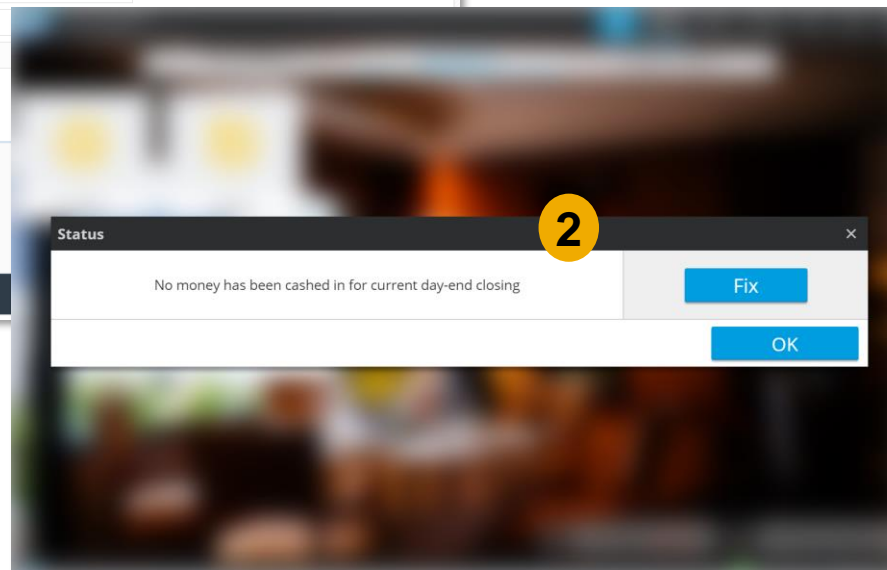 2
Status ×
No money has been cashed in for current day-end closing
Fix
OK